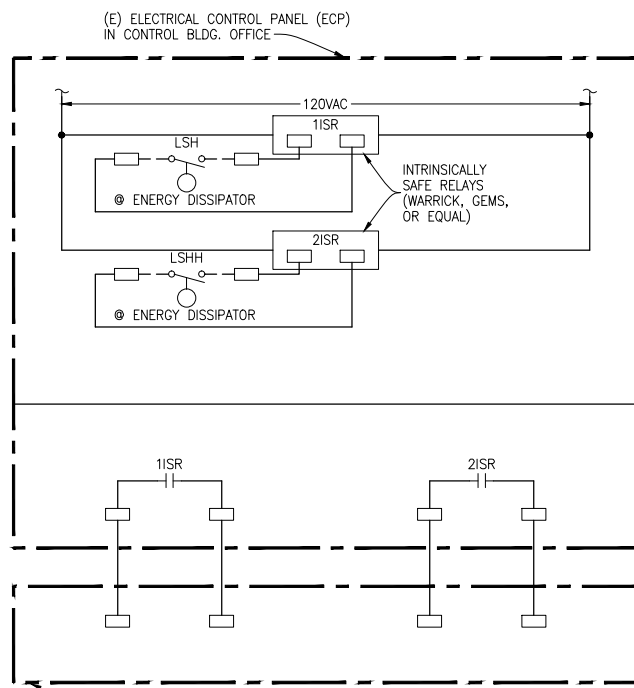 (E) ELECTRICAL CONTROL PANEL (ECP)
IN CONTROL BLDG. OFFICE
120VAC
1ISR
LSH
@ ENERGY DISSIPATOR
INTRINSICALLY
SAFE RELAYS
(WARRICK, GEMS,
OR EQUAL)
2ISR
LSHH
@ ENERGY DISSIPATOR
1ISR
2ISR